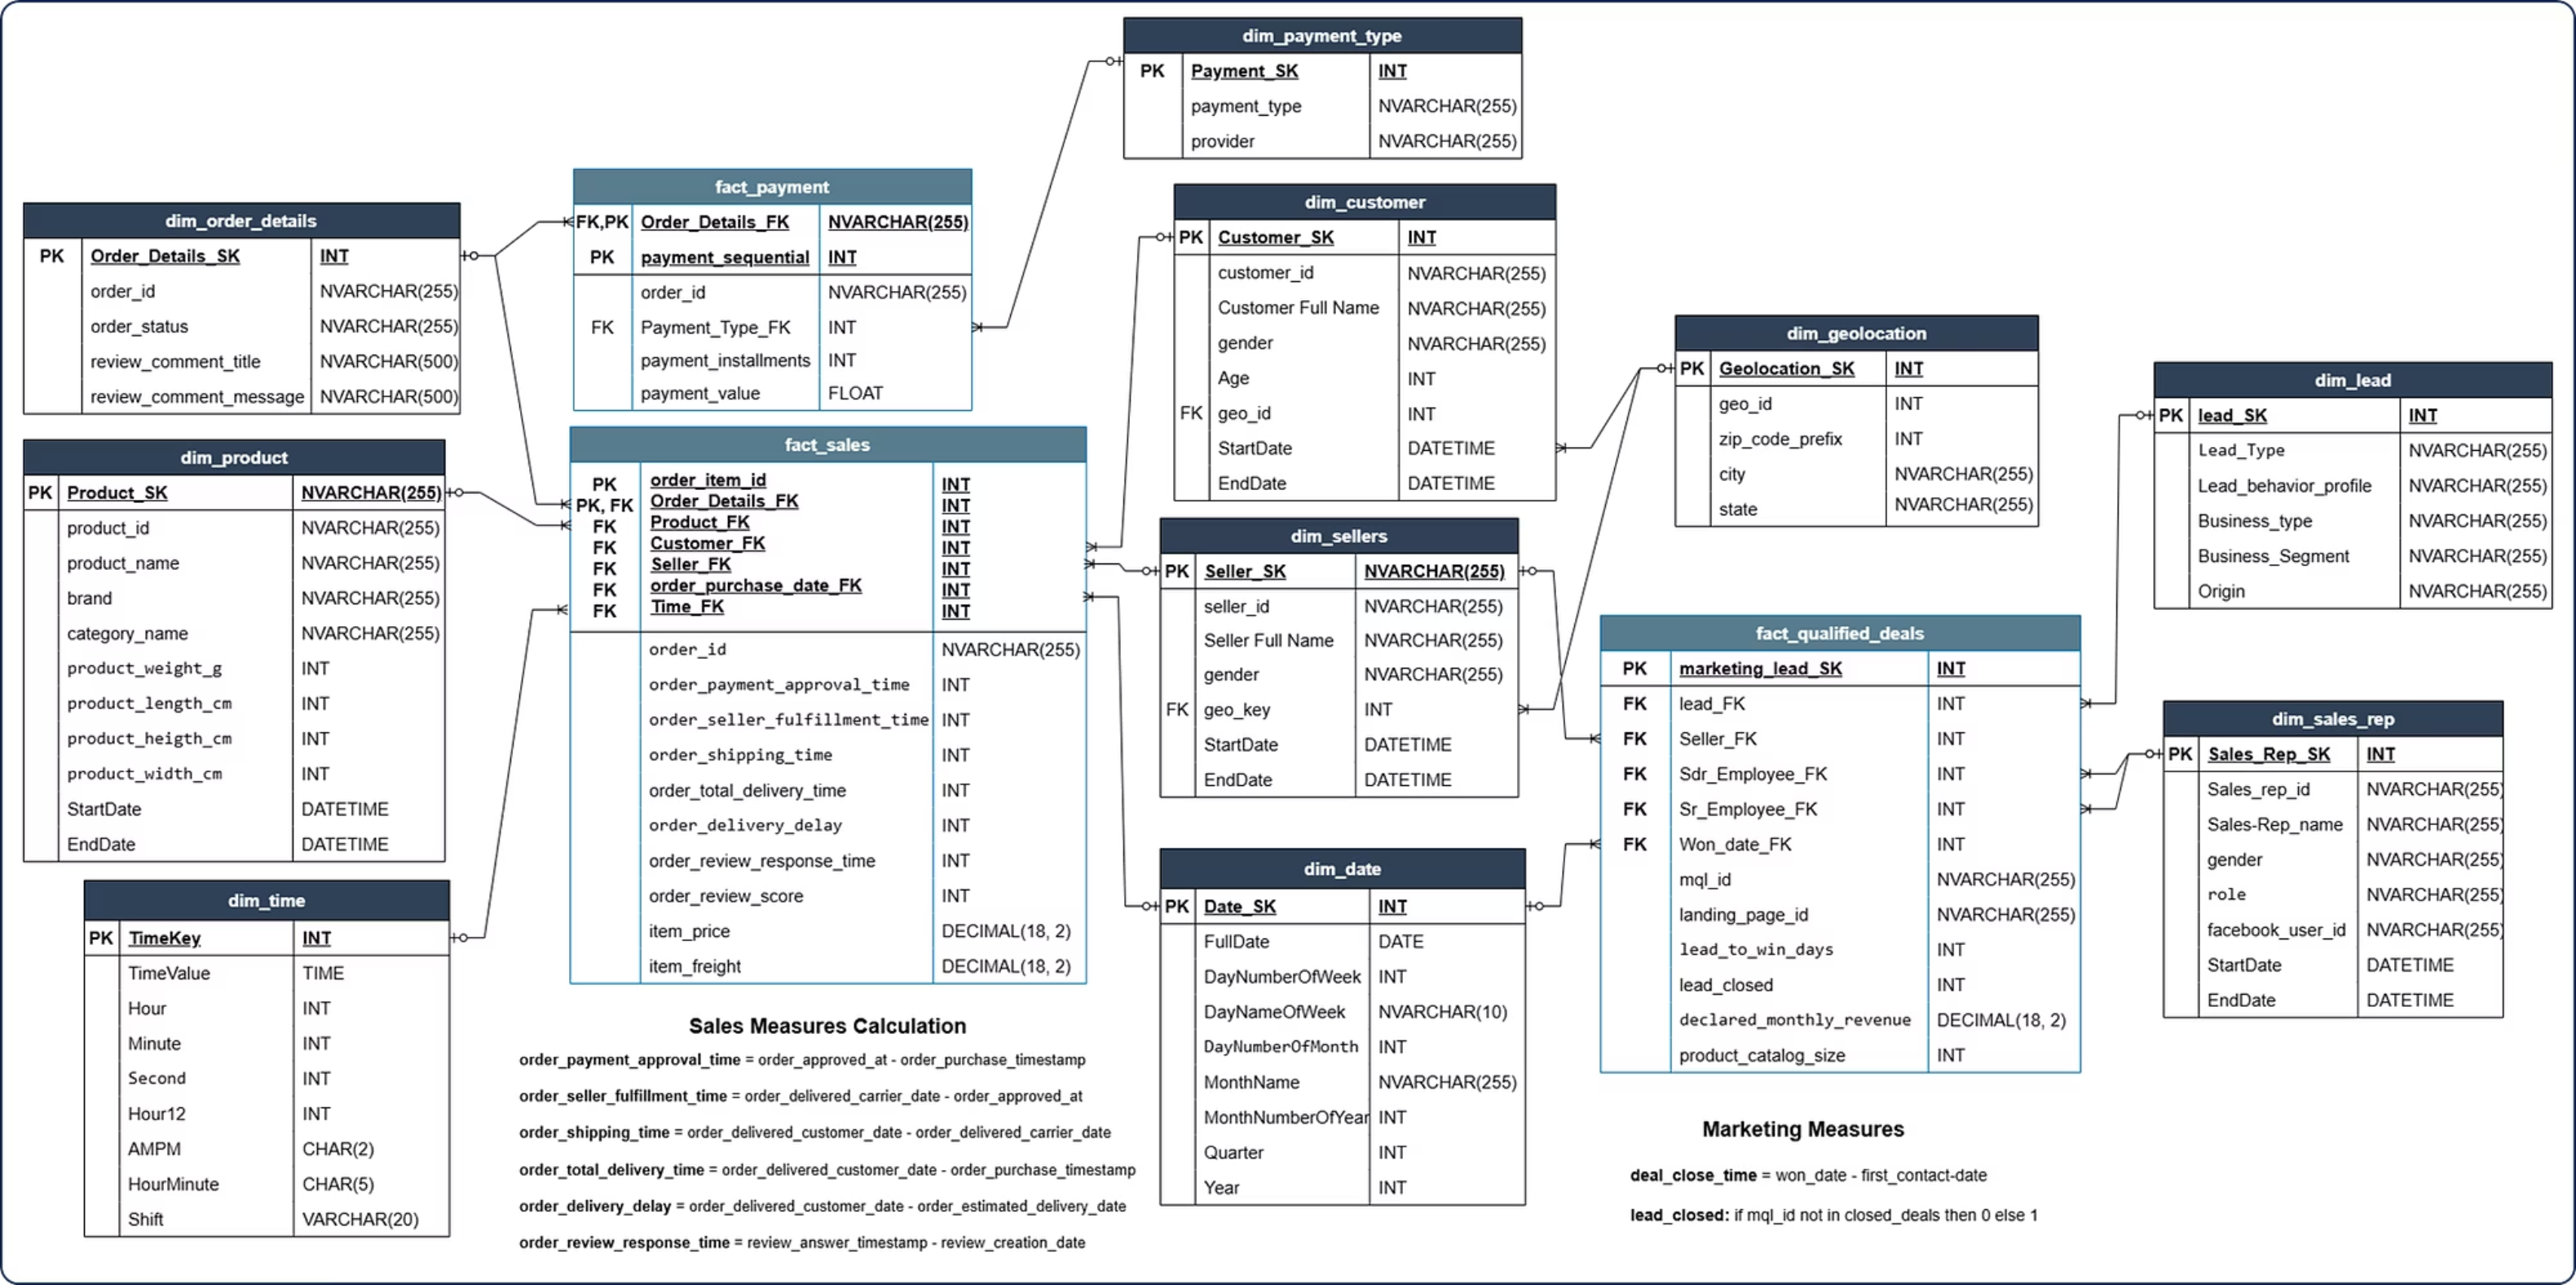 dim_payment_type
PK Payment_SK INT
payment_type NVARCHAR(255)
provider NVARCHAR(255)
fact_payment
FK,PK Order_Details_FK NVARCHAR(255)
PK payment_sequential INT
order_id NVARCHAR(255)
FK Payment_Type_FK INT
payment_installments INT
payment_value FLOAT
dim_order_details
PK Order_Details_SK INT
order_id NVARCHAR(255)
order_status NVARCHAR(255)
review_comment_title NVARCHAR(500)
review_comment_message NVARCHAR(500)
dim_customer
PK Customer_SK INT
customer_id NVARCHAR(255)
Customer Full Name NVARCHAR(255)
gender NVARCHAR(255)
Age INT
FK geo_id INT
StartDate DATETIME
EndDate DATETIME
dim_geolocation
PK Geolocation_SK INT
geo_id INT
zip_code_prefix INT
city NVARCHAR(255)
state NVARCHAR(255)
dim_lead
PK lead_SK INT
Lead_Type NVARCHAR(255)
Lead_behavior_profile NVARCHAR(255)
Business_type NVARCHAR(255)
Business_Segment NVARCHAR(255)
Origin NVARCHAR(255)
dim_product
PK Product_SK NVARCHAR(255)
product_id NVARCHAR(255)
product_name NVARCHAR(255)
brand NVARCHAR(255)
category_name NVARCHAR(255)
product_weight_g INT
product_length_cm INT
product_heigth_cm INT
product_width_cm INT
StartDate DATETIME
EndDate DATETIME
fact_sales
PK order_item_id INT
PK, FK Order_Details_FK INT
FK Product_FK INT
FK Customer_FK INT
FK Seller_FK INT
FK order_purchase_date_FK INT
FK Time_FK INT
order_id NVARCHAR(255)
order_payment_approval_time INT
order_seller_fulfillment_time INT
order_shipping_time INT
order_total_delivery_time INT
order_delivery_delay INT
order_review_response_time INT
order_review_score INT
item_price DECIMAL(18, 2)
item_freight DECIMAL(18, 2)
dim_sellers
PK Seller_SK NVARCHAR(255)
seller_id NVARCHAR(255)
Seller Full Name NVARCHAR(255)
gender NVARCHAR(255)
FK geo_key INT
StartDate DATETIME
EndDate DATETIME
fact_qualified_deals
PK marketing_lead_SK INT
FK lead_FK INT
FK Seller_FK INT
FK Sdr_Employee_FK INT
FK Sr_Employee_FK INT
FK Won_date_FK INT
mql_id NVARCHAR(255)
landing_page_id NVARCHAR(255)
lead_to_win_days INT
lead_closed INT
declared_monthly_revenue DECIMAL(18, 2)
product_catalog_size INT
dim_sales_rep
PK Sales_Rep_SK INT
Sales_rep_id NVARCHAR(255)
Sales-Rep_name NVARCHAR(255)
gender NVARCHAR(255)
role NVARCHAR(255)
facebook_user_id NVARCHAR(255)
StartDate DATETIME
EndDate DATETIME
dim_time
PK TimeKey INT
TimeValue TIME
Hour INT
Minute INT
Second INT
Hour12 INT
AMPM CHAR(2)
HourMinute CHAR(5)
Shift VARCHAR(20)
dim_date
PK Date_SK INT
FullDate DATE
DayNumberOfWeek INT
DayNameOfWeek NVARCHAR(10)
DayNumberOfMonth INT
MonthName NVARCHAR(255)
MonthNumberOfYear INT
Quarter INT
Year INT
Sales Measures Calculation
order_payment_approval_time = order_approved_at - order_purchase_timestamp
order_seller_fulfillment_time = order_delivered_carrier_date - order_approved_at
order_shipping_time = order_delivered_customer_date - order_delivered_carrier_date
order_total_delivery_time = order_delivered_customer_date - order_purchase_timestamp
order_delivery_delay = order_delivered_customer_date - order_estimated_delivery_date
order_review_response_time = review_answer_timestamp - review_creation_date
Marketing Measures
deal_close_time = won_date - first_contact-date
lead_closed: if mql_id not in closed_deals then 0 else 1